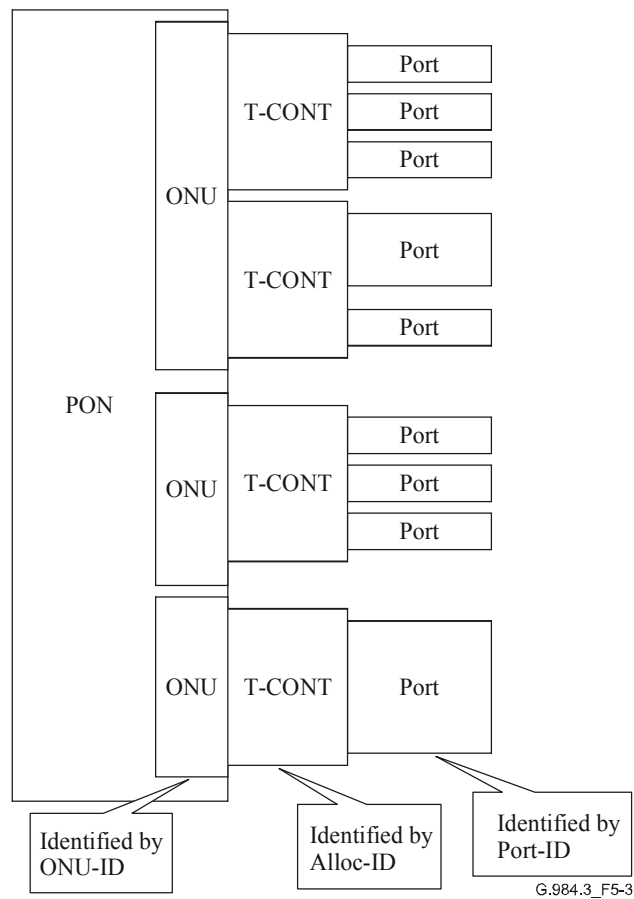 Port
T-CONT
Port
Port
ONU
Port
T-CONT
Port
PON
Port
ONU
T-CONT
Port
Port
ONU
T-CONT
Port
Identified by
ONU-ID
Identified by
Alloc-ID
Identified by
Port-ID
G.984.3_F5-3